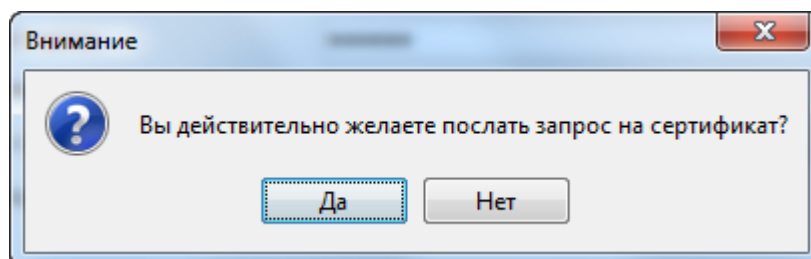 Внимание
Вы действительно желаете послать запрос на сертификат?
Да
Нет